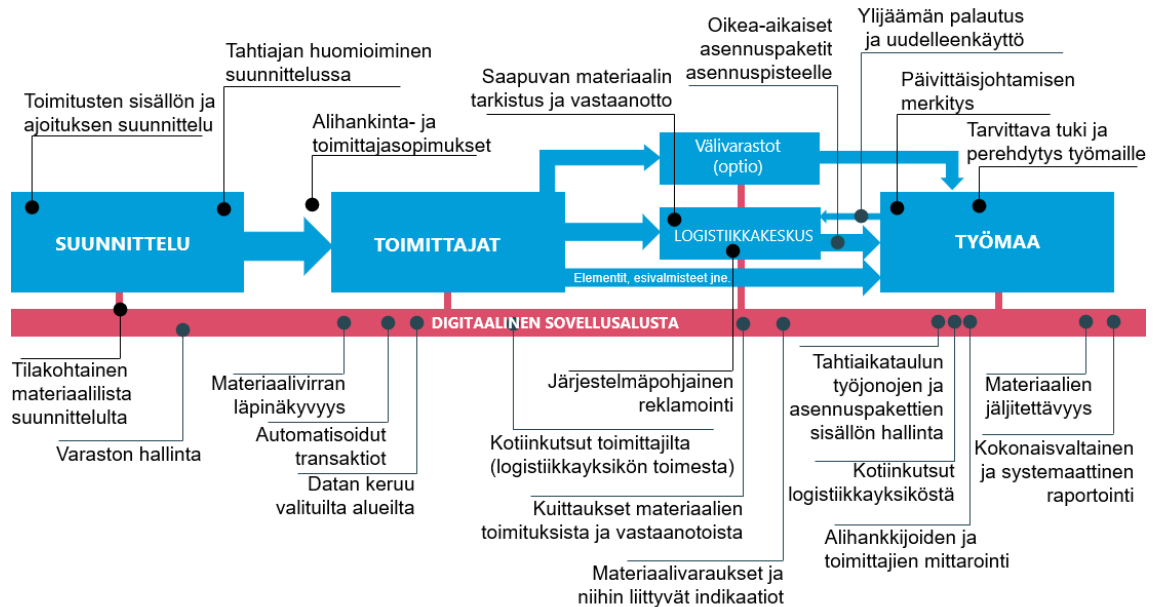 Tahtiajan huomioiminen
suunnittelussa
Oikea-aikaiset
asennuspaketit
asennuspisteelle
Ylijäämän palautus
ja uudelleenkäyttö
Saapuvan materiaalin
tarkistus ja vastaanotto
Päivittäisjohtamisen
merkitys
Toimitusten sisällön ja
ajoituksen suunnittelu
Alihankinta- ja
toimittajasopimukset
Tarvittava tuki ja
perehdytys työmaille
Välivarastot
(optio)
SUUNNITTELU
TOIMITTAJAT
LOGISTIIKKAKESKUS
TYÖMAA
Elementit, esivalmisteet jne.
DIGITAALINEN SOVELLUSALUSTA
Tilakohtainen
materiaalilista
suunnittelulta
Varaston hallinta
Materiaalivirran
läpinäkyvyys
Automatisoidut
transaktiot
Datan keruu
valituilta alueilta
Kotiinkutsut toimittajilta
(logistiikkayksikön toimesta)
Järjestelmäpohjainen
reklamointi
Kuittaukset materiaalien
toimituksista ja vastaanotoista
Materiaalivaraukset ja
niihin liittyvät indikaatiot
Tahtiaikataulun
työjonojen ja
asennuspakettien
sisällön hallinta
Kotiinkutsut
logistiikkayksiköstä
Alihankkijoiden ja
toimittajien mittarointi
Materiaalien
jäljitettävyys
Kokonaisvaltainen
ja systemaattinen
raportointi